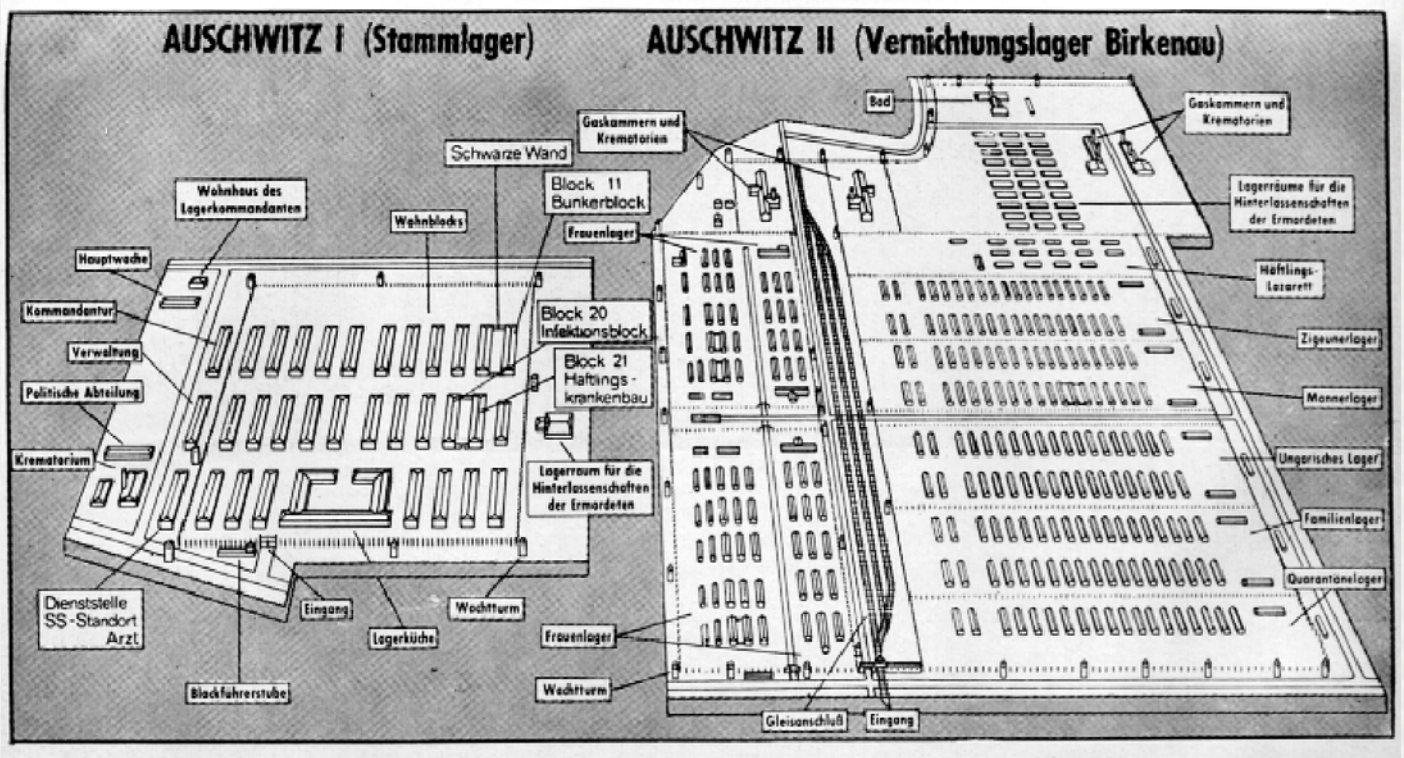 AUSCHWITZ I (Stammlager)
AUSCHWITZ II (Vernichtungslager Birkenau)
Schwarze Wand
Wohnhaus des
Lagerkommandanten
Block 11
Bunkerblock
Wohnblocks
Hauptwache
Kommandantur
Block 20
Infektionsblock
Verwaltung
Block 21
Häftlings-
krankenbau
Politische Abteilung
Krematorium
Lagerraum für die
Hinterlassenschaften
der Ermordeten
Dienststelle
SS-Standort
Arzt
Eingang
Wachtturm
Lagerküche
Blockführerstube
Bad
Gaskammern und
Krematorien
Gaskammern und
Krematorien
Lagerräume für die
Hinterlassenschaften
der Ermordeten
Frauenlager
Häftlings-
Lazarett
Zigeunerlager
Männerlager
Ungarisches Lager
Familienlager
Quarantänelager
Frauenlager
Wachtturm
Gleisanschluß
Eingang